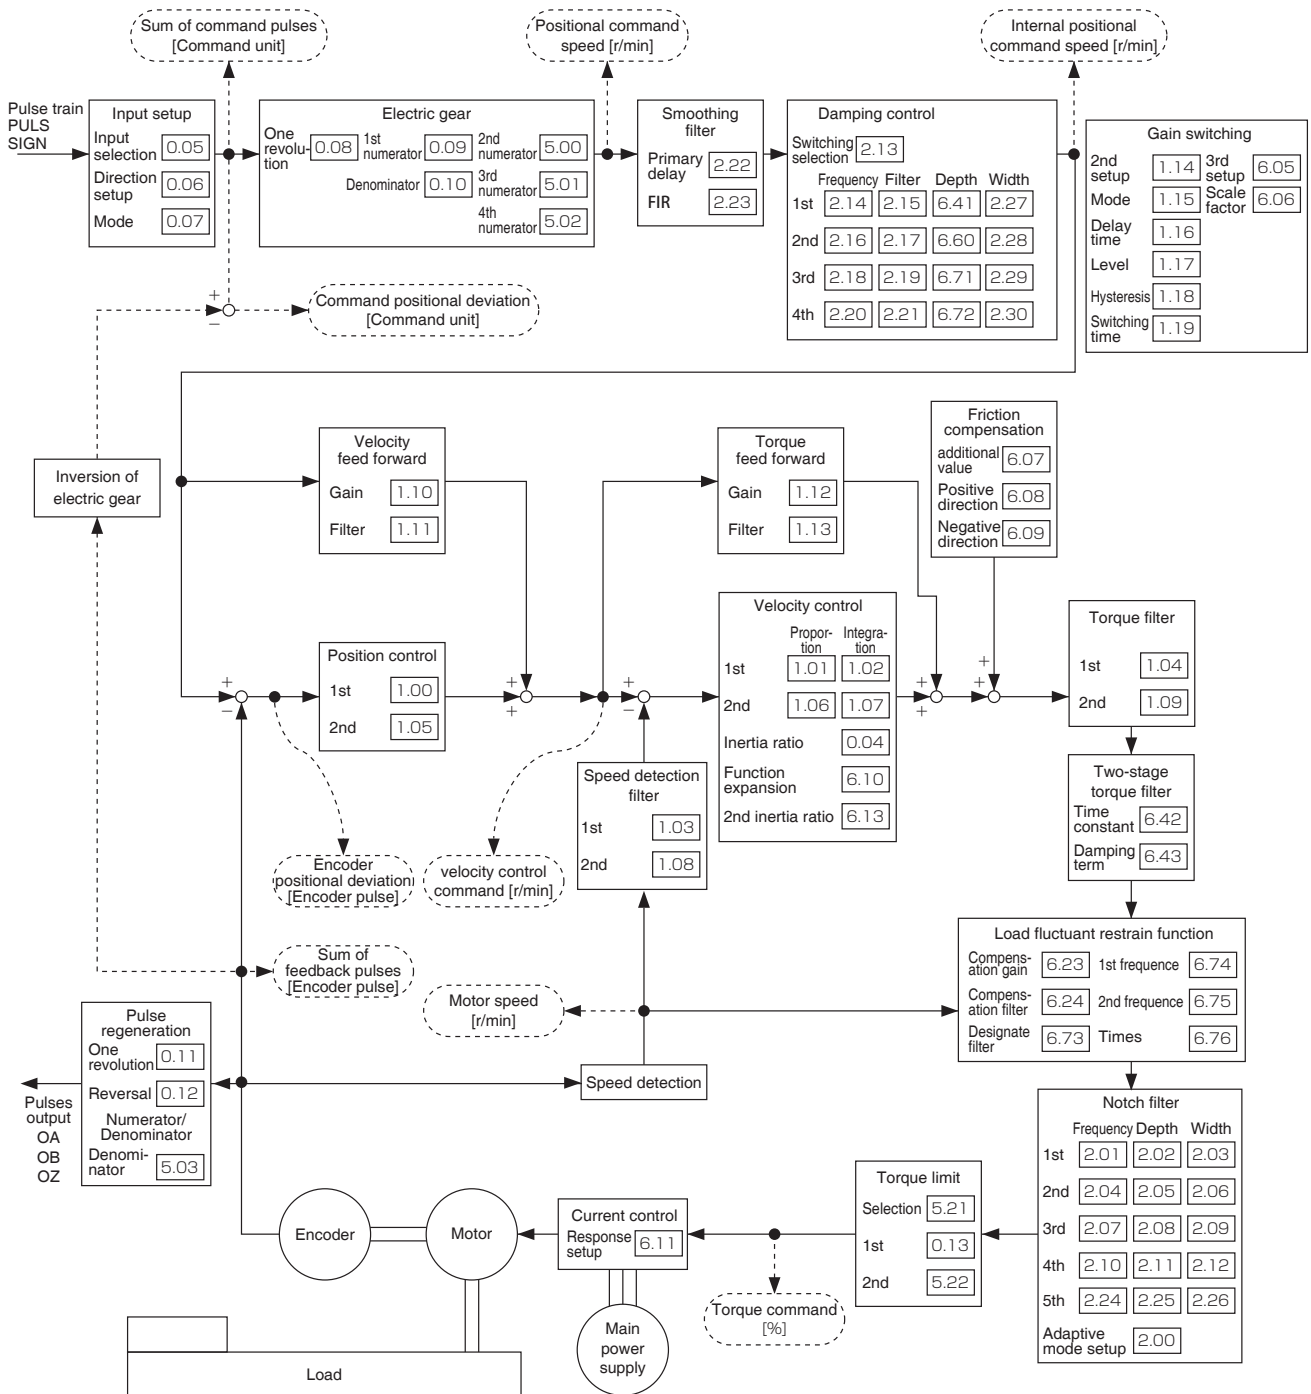 Sum of command pulses
[Command unit]
Positional command
speed [r/min]
Internal positional
command speed [r/min]
Pulse train
PULS
SIGN
Input setup
Input
selection 0.05
Direction
setup 0.06
Mode 0.07
Electric gear
One
revolu-
tion 0.08
1st
numerator 0.09
2nd
numerator 5.00
Denominator 0.10
3rd
numerator 5.01
4th
numerator 5.02
Smoothing
filter
Primary
delay 2.22
FIR 2.23
Damping control
Switching
selection 2.13
Frequency Filter Depth Width
1st 2.14 2.15 6.41 2.27
2nd 2.16 2.17 6.60 2.28
3rd 2.18 2.19 6.71 2.29
4th 2.20 2.21 6.72 2.30
Gain switching
2nd
setup 1.14
3rd
setup 6.05
Mode 1.15
Scale
factor 6.06
Delay
time 1.16
Level 1.17
Hysteresis 1.18
Switching
time 1.19
+
−
Command positional deviation
[Command unit]
Inversion of
electric gear
Velocity
feed forward
Gain 1.10
Filter 1.11
Torque
feed forward
Gain 1.12
Filter 1.13
Friction
compensation
additional
value 6.07
Positive
direction 6.08
Negative
direction 6.09
+
−
Position control
1st 1.00
2nd 1.05
+
+
+
−
Velocity control
Propor-
tion
Integra-
tion
1st 1.01 1.02
2nd 1.06 1.07
Inertia ratio 0.04
Function
expansion 6.10
2nd inertia ratio 6.13
+
+
+
+
Torque filter
1st 1.04
2nd 1.09
Two-stage
torque filter
Time
constant 6.42
Damping
term 6.43
Speed detection
filter
1st 1.03
2nd 1.08
Encoder
positional deviation
[Encoder pulse]
velocity control
command [r/min]
Sum of
feedback pulses
[Encoder pulse]
Motor speed
[r/min]
Load fluctuant restrain function
Compens-
ation gain 6.23
1st frequence 6.74
Compens-
ation filter 6.24
2nd frequence 6.75
Designate
filter 6.73
Times 6.76
Pulse
regeneration
One
revolution 0.11
Reversal 0.12
Numerator/
Denominator
Denomi-
nator 5.03
Pulses
output
OA
OB
OZ
Speed detection
Notch filter
Frequency Depth Width
1st 2.01 2.02 2.03
2nd 2.04 2.05 2.06
3rd 2.07 2.08 2.09
4th 2.10 2.11 2.12
5th 2.24 2.25 2.26
Adaptive
mode setup 2.00
Torque limit
Selection 5.21
1st 0.13
2nd 5.22
Current control
Response
setup 6.11
Encoder
Motor
Torque command
[%]
Main
power
supply
Load